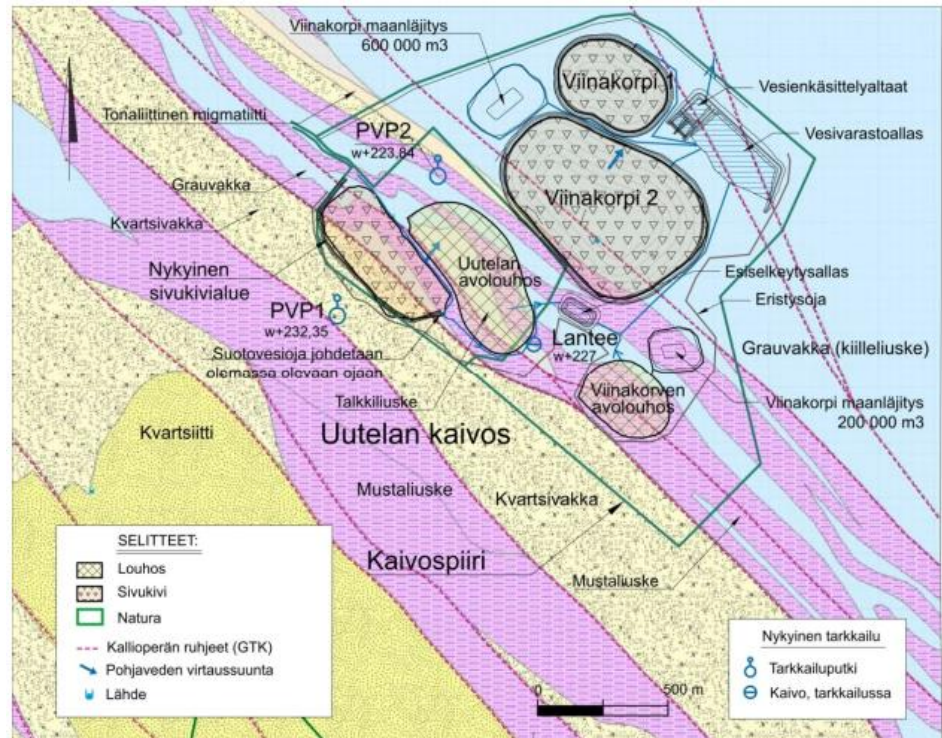 Viinakorpi maanläjitys
600 000 m3
Viinakorpi 1
Vesienkäsittelyaltaat
Vesivarastoallas
Tonaliittinen migmatiitti
PVP2
w+223,84
Grauvakka
Kvartsivakka
Viinakorpi 2
Nykyinen
sivukivialue
Uutelan
avolouhos
Esiselkeytysallas
Eristysoja
PVP1
w+232,35
Lantee
w+227
Grauvakka (kiilleliuske)
Suotovesioja johdetaan
olemassa olevaan ojaan
Viinakorven
avolouhos
Talkkiliuske
Viinakorpi maanläjitys
200 000 m3
Kvartsiitti
Uutelan kaivos
Mustaliuske
Kvartsivakka
Kaivospiiri
Mustaliuske
SELITTEET:
Louhos
Sivukivi
Natura
Kallioperän ruhjeet (GTK)
Pohjaveden virtaussuunta
Lähde
0
500 m
Nykyinen tarkkailu
Tarkkailuputki
Kaivo, tarkkailussa